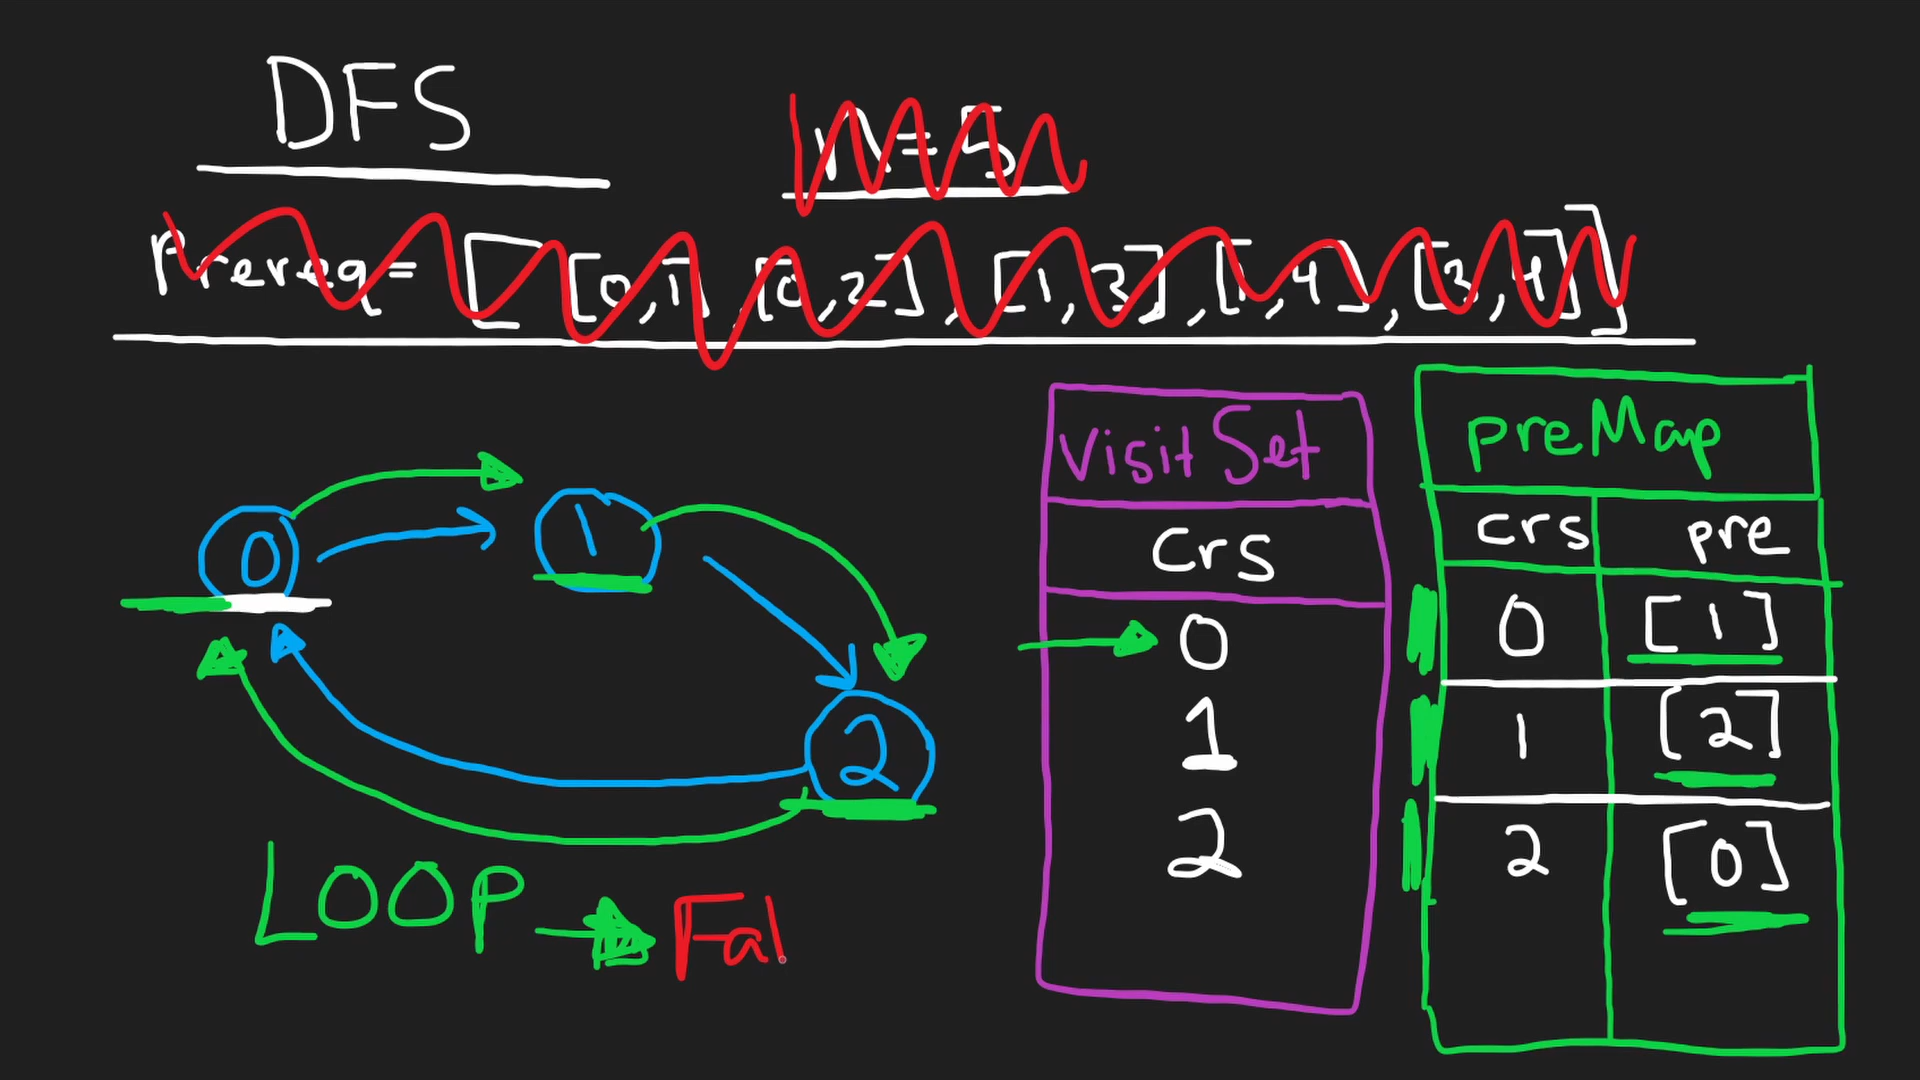 DFS
n=5
Prereq= [ [0,1], [0,2], [1,3], [1,4], [3,4] ]
visit Set
crs
0
1
2
preMap
crs pre
0 [1]
1 [2]
2 [0]
0
1
2
LOOP
Fal